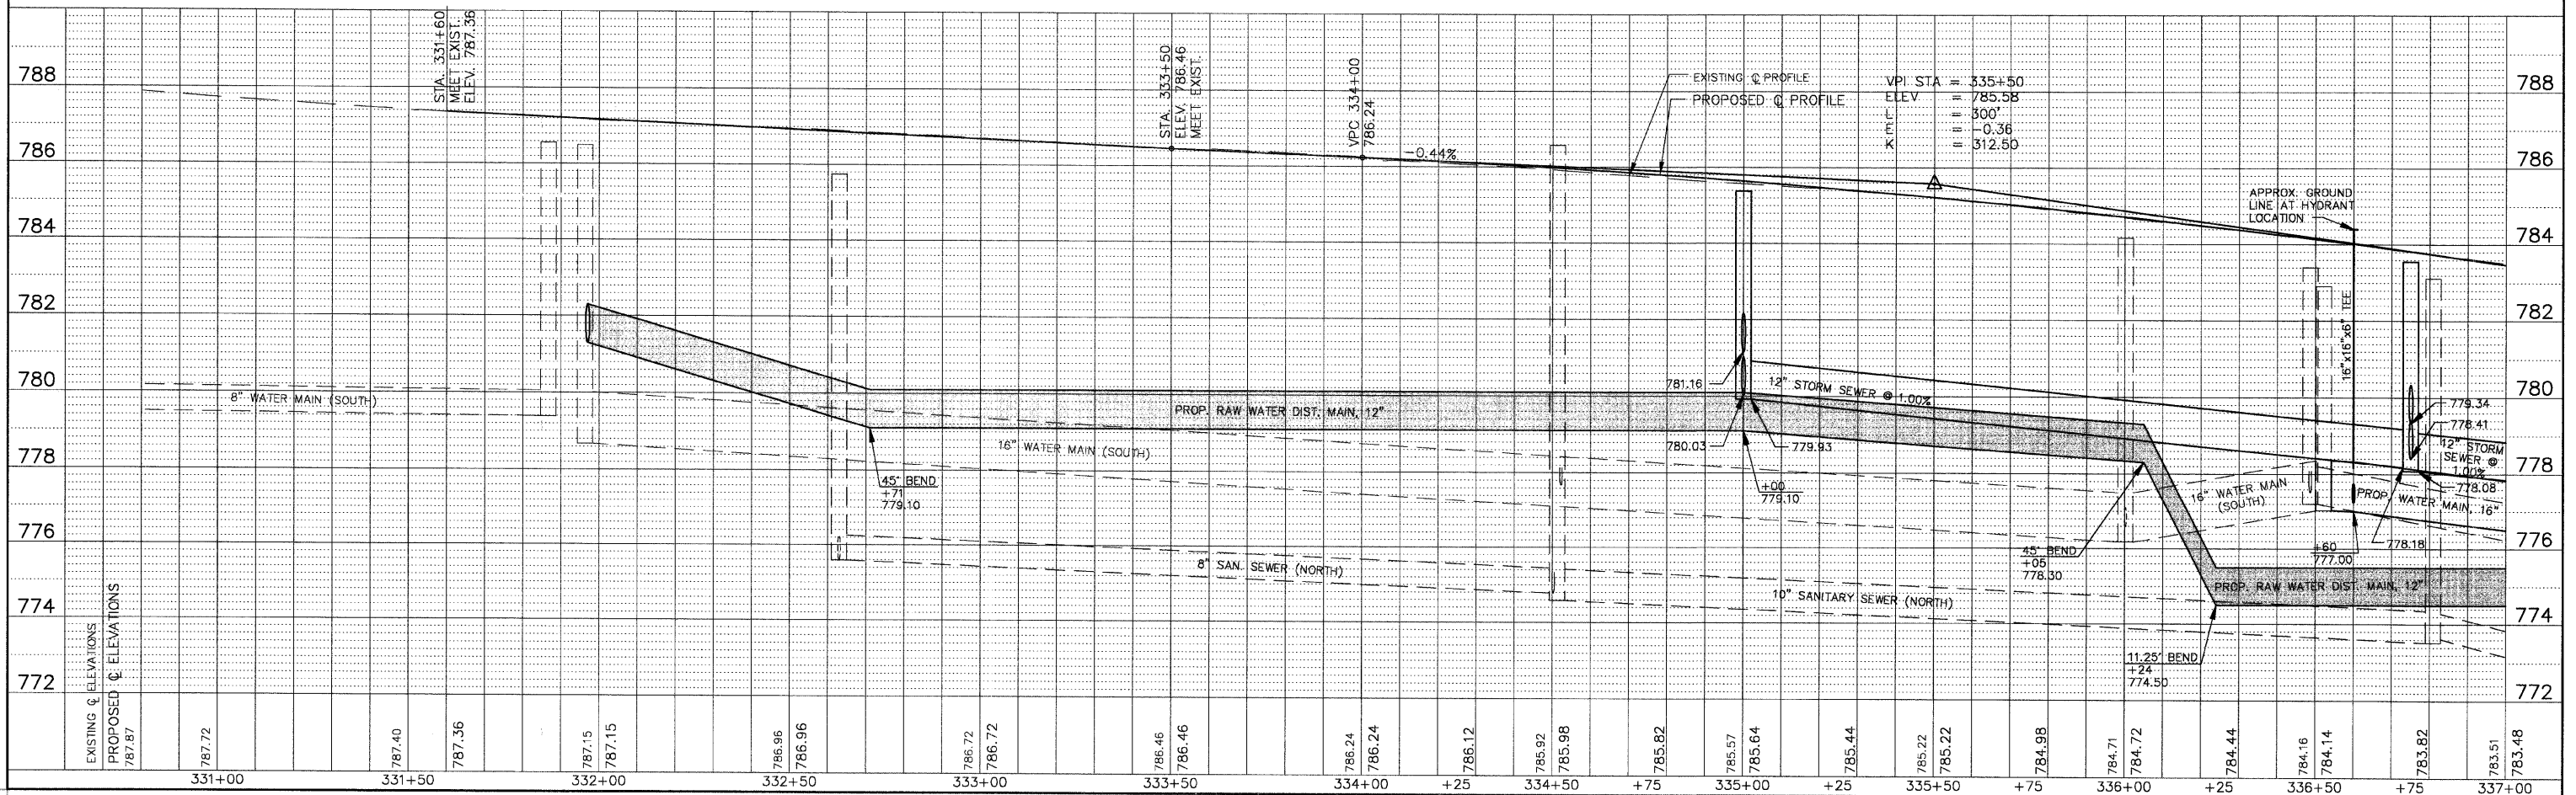 STA. 331+60
MEET EXIST.
ELEV. 787.36
STA. 333+50
ELEV. 786.46
MEET EXIST.
VPC 334+00
786.24
-0.44%
EXISTING ℄ PROFILE
PROPOSED ℄ PROFILE
VPI STA = 335+50
ELEV = 785.58
L = 300'
E = -0.36
K = 312.50
APPROX. GROUND
LINE AT HYDRANT
LOCATION
788
786
784
782
780
778
776
774
772
788
786
784
782
780
778
776
774
772
8" WATER MAIN (SOUTH)
PROP. RAW WATER DIST. MAIN, 12"
16" WATER MAIN (SOUTH)
45° BEND
+71
779.10
8" SAN. SEWER (NORTH)
781.16
12" STORM SEWER @ 1.00%
780.03
779.93
+00
779.10
10" SANITARY SEWER (NORTH)
45° BEND
+05
778.30
16" WATER MAIN
(SOUTH)
11.25° BEND
+24
774.50
16"x16"x6" TEE
779.34
778.41
12" STORM
SEWER @
1.00%
778.08
PROP. WATER MAIN, 16"
778.18
+60
777.00
PROP. RAW WATER DIST. MAIN, 12"
EXISTING ℄ ELEVATIONS
PROPOSED ℄ ELEVATIONS
787.87
787.72
787.40
787.36
787.15
787.15
786.96
786.96
786.72
786.72
786.46
786.46
786.24
786.24
786.12
785.92
785.98
785.82
785.57
785.64
785.44
785.22
785.22
784.98
784.71
784.72
784.44
784.16
784.14
783.82
783.51
783.48
331+00 331+50 332+00 332+50 333+00 333+50 334+00 +25 334+50 +75 335+00 +25 335+50 +75 336+00 +25 336+50 +75 337+00